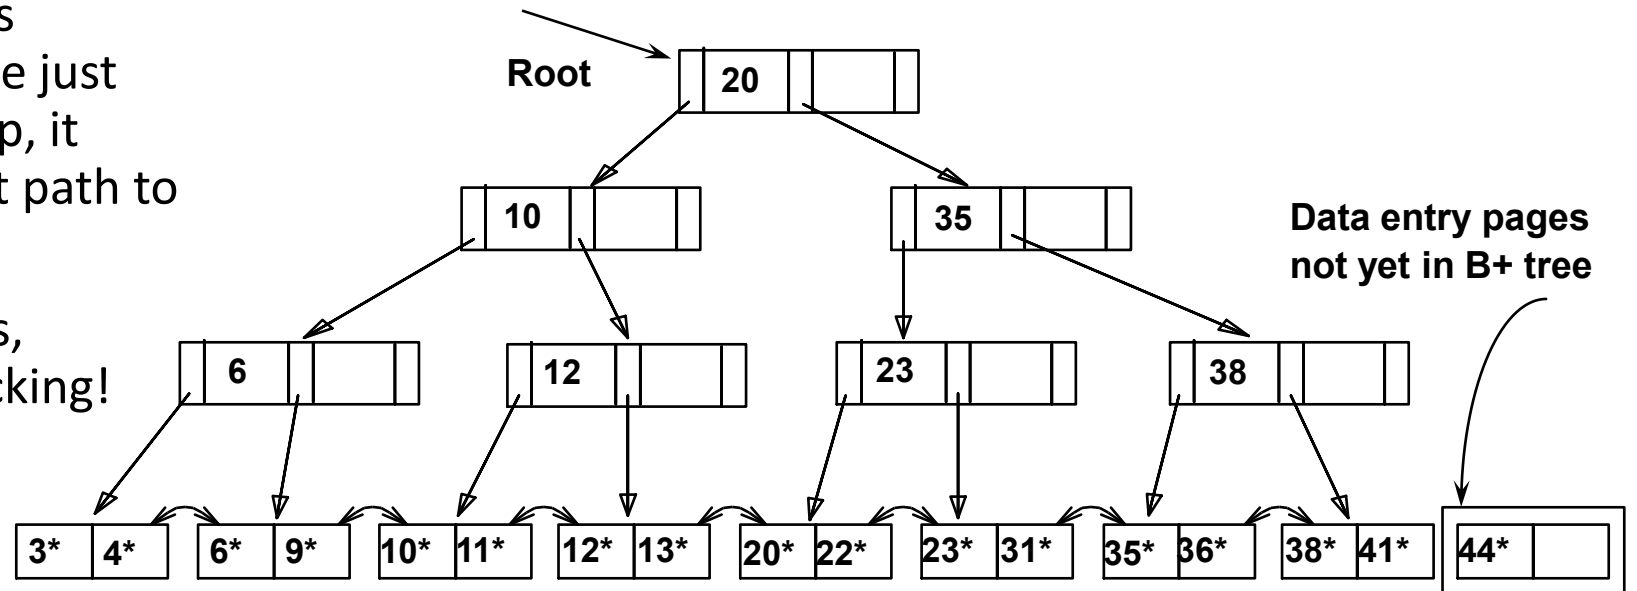 s
e just
p, it
t path to
s,
cking!
Root
20
10
35
Data entry pages
not yet in B+ tree
6
12
23
38
3* 4* 6* 9* 10* 11* 12* 13* 20* 22* 23* 31* 35* 36* 38* 41* 44*